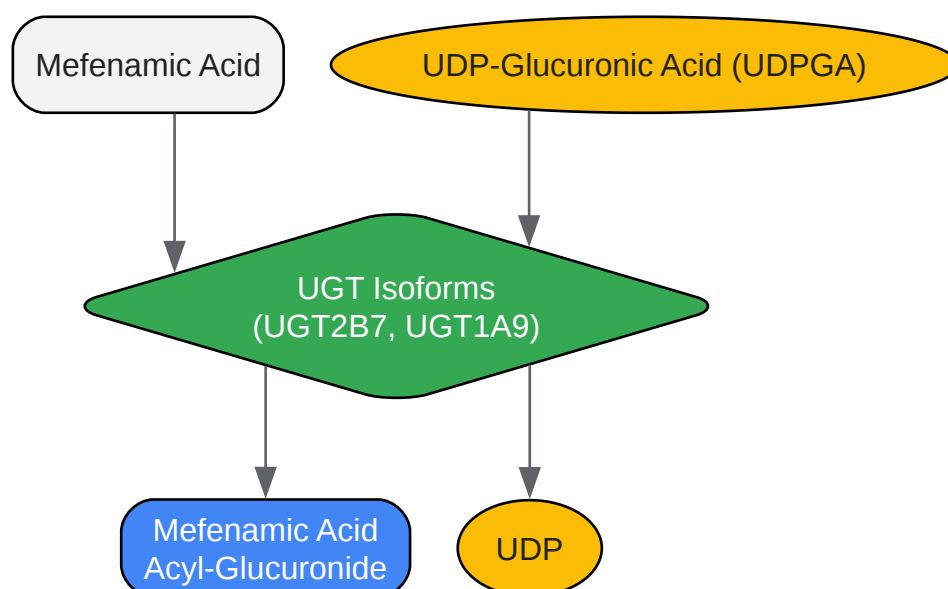 Mefenamic Acid
UDP-Glucuronic Acid (UDPGA)
UGT Isoforms
(UGT2B7, UGT1A9)
Mefenamic Acid
Acyl-Glucuronide
UDP